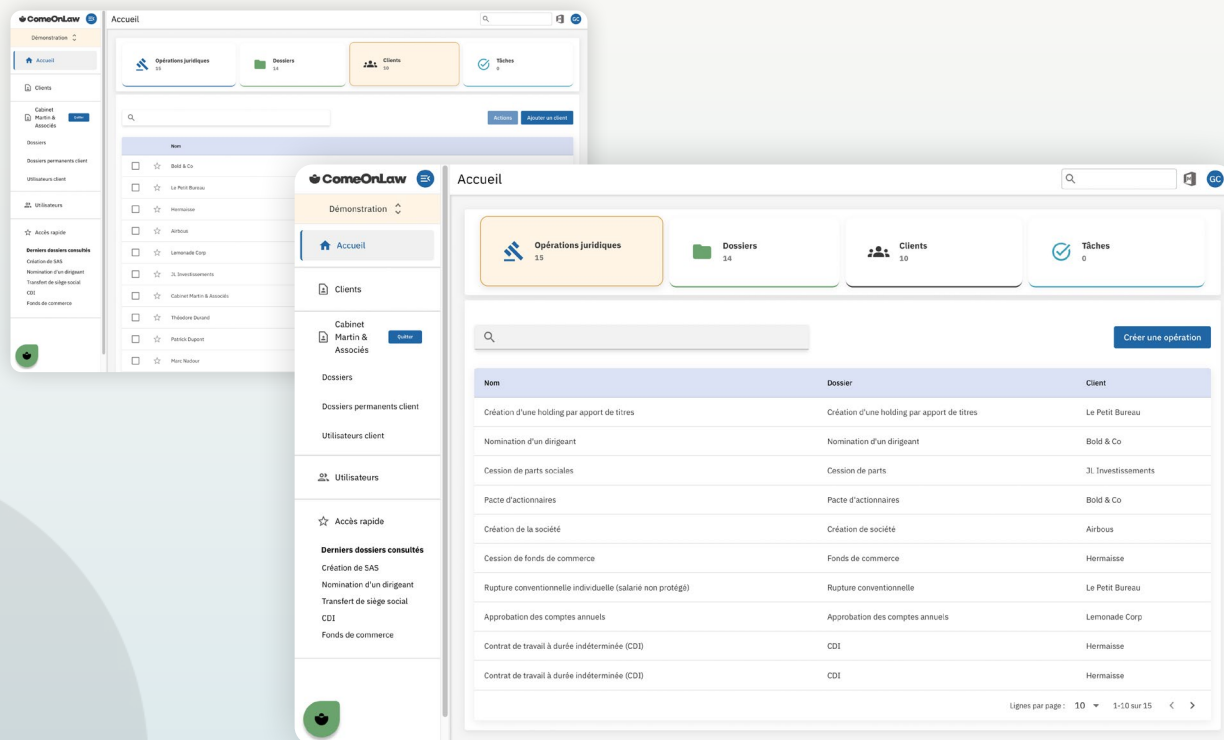 ComeOnLaw
Accueil
GC
Démonstration
Accueil
Opérations juridiques
15
Dossiers
14
Clients
10
Tâches
0
Clients
Cabinet
Martin &
Associés
Quitter
Actions
Ajouter un client
Dossiers
Nom
Dossiers permanents client
Bold & Co
Utilisateurs client
Le Petit Bureau
Utilisateurs
Hermaisse
Accès rapide
Airbous
Derniers dossiers consultés
Création de SAS
Nomination d'un dirigeant
Transfert de siège social
CDI
Fonds de commerce
Lemonade Corp
JL Investissements
Cabinet Martin & Associés
Théodore Durand
Patrick Dupont
Marc Nadour
ComeOnLaw
Accueil
GC
Démonstration
Accueil
Clients
Cabinet
Martin &
Associés
Quitter
Dossiers
Dossiers permanents client
Utilisateurs client
Utilisateurs
Accès rapide
Derniers dossiers consultés
Création de SAS
Nomination d'un dirigeant
Transfert de siège social
CDI
Fonds de commerce
Opérations juridiques
15
Dossiers
14
Clients
10
Tâches
0
Créer une opération
Nom Dossier Client
Création d'une holding par apport de titres Création d'une holding par apport de titres Le Petit Bureau
Nomination d'un dirigeant Nomination d'un dirigeant Bold & Co
Cession de parts sociales Cession de parts JL Investissements
Pacte d'actionnaires Pacte d'actionnaires Bold & Co
Création de la société Création de société Airbous
Cession de fonds de commerce Fonds de commerce Hermaisse
Rupture conventionnelle individuelle (salarié non protégé) Rupture conventionnelle Le Petit Bureau
Approbation des comptes annuels Approbation des comptes annuels Lemonade Corp
Contrat de travail à durée indéterminée (CDI) CDI Hermaisse
Contrat de travail à durée indéterminée (CDI) CDI Hermaisse
Lignes par page : 10 1-10 sur 15